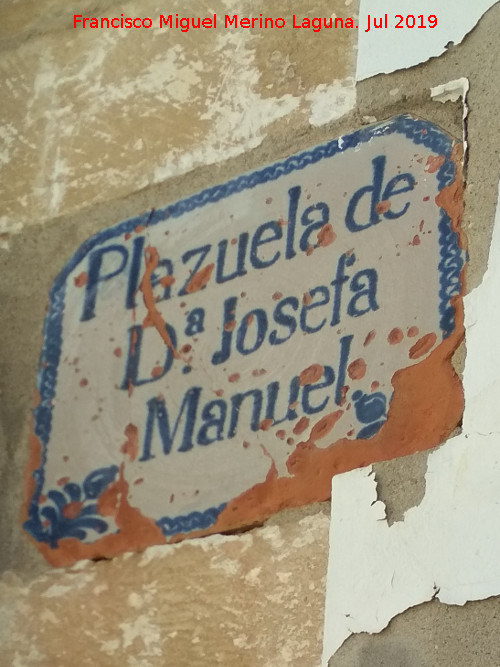 Francisco Miguel Merino Laguna. Jul 2019
Plazuela de
D.ª Josefa
Manuel